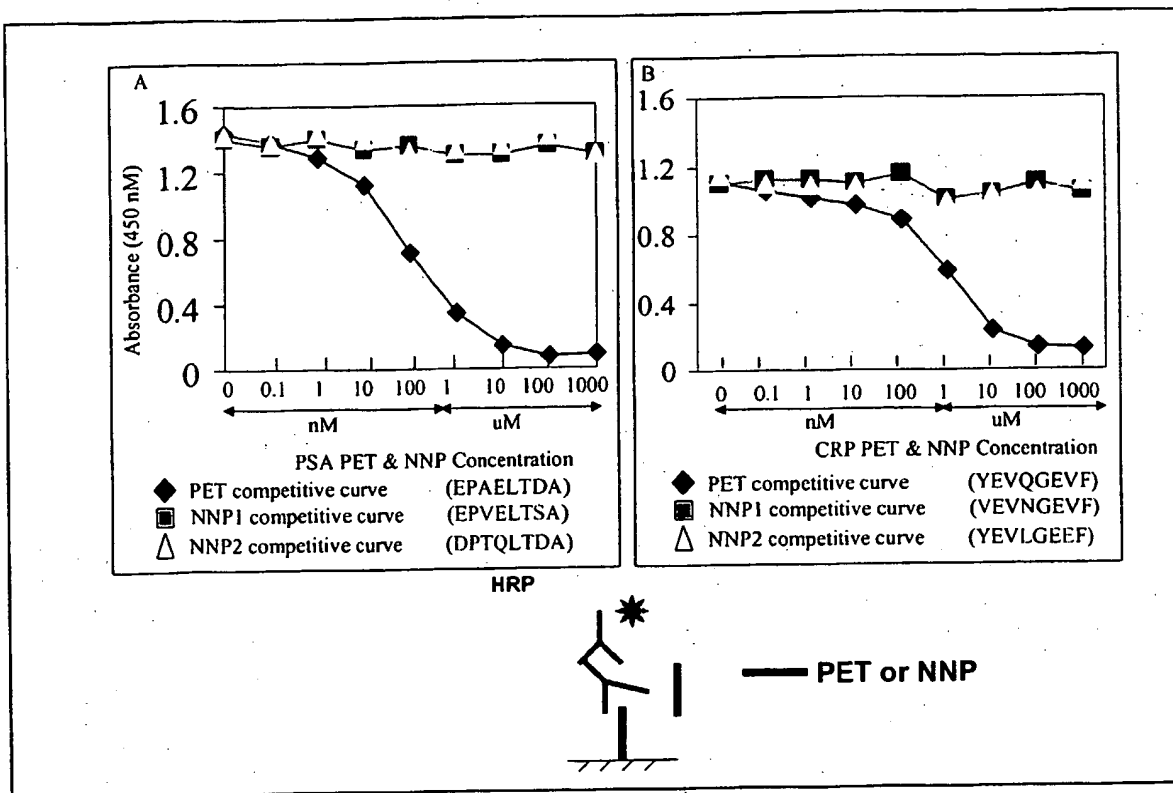 A
1.6
1.2
0.8
0.4
0
Absorbance (450 nM)
0 0.1 1 10 100 1 10 100 1000
nM uM
PSA PET & NNP Concentration
PET competitive curve (EPAELTDA)
NNP1 competitive curve (EPVELTSA)
NNP2 competitive curve (DPTQLTDA)
B
1.6
1.2
0.8
0.4
0
0 0.1 1 10 100 1 10 100 1000
nM uM
CRP PET & NNP Concentration
PET competitive curve (YEVQGEVF)
NNP1 competitive curve (VEVNGEVF)
NNP2 competitive curve (YEVLGEEF)
HRP
PET or NNP